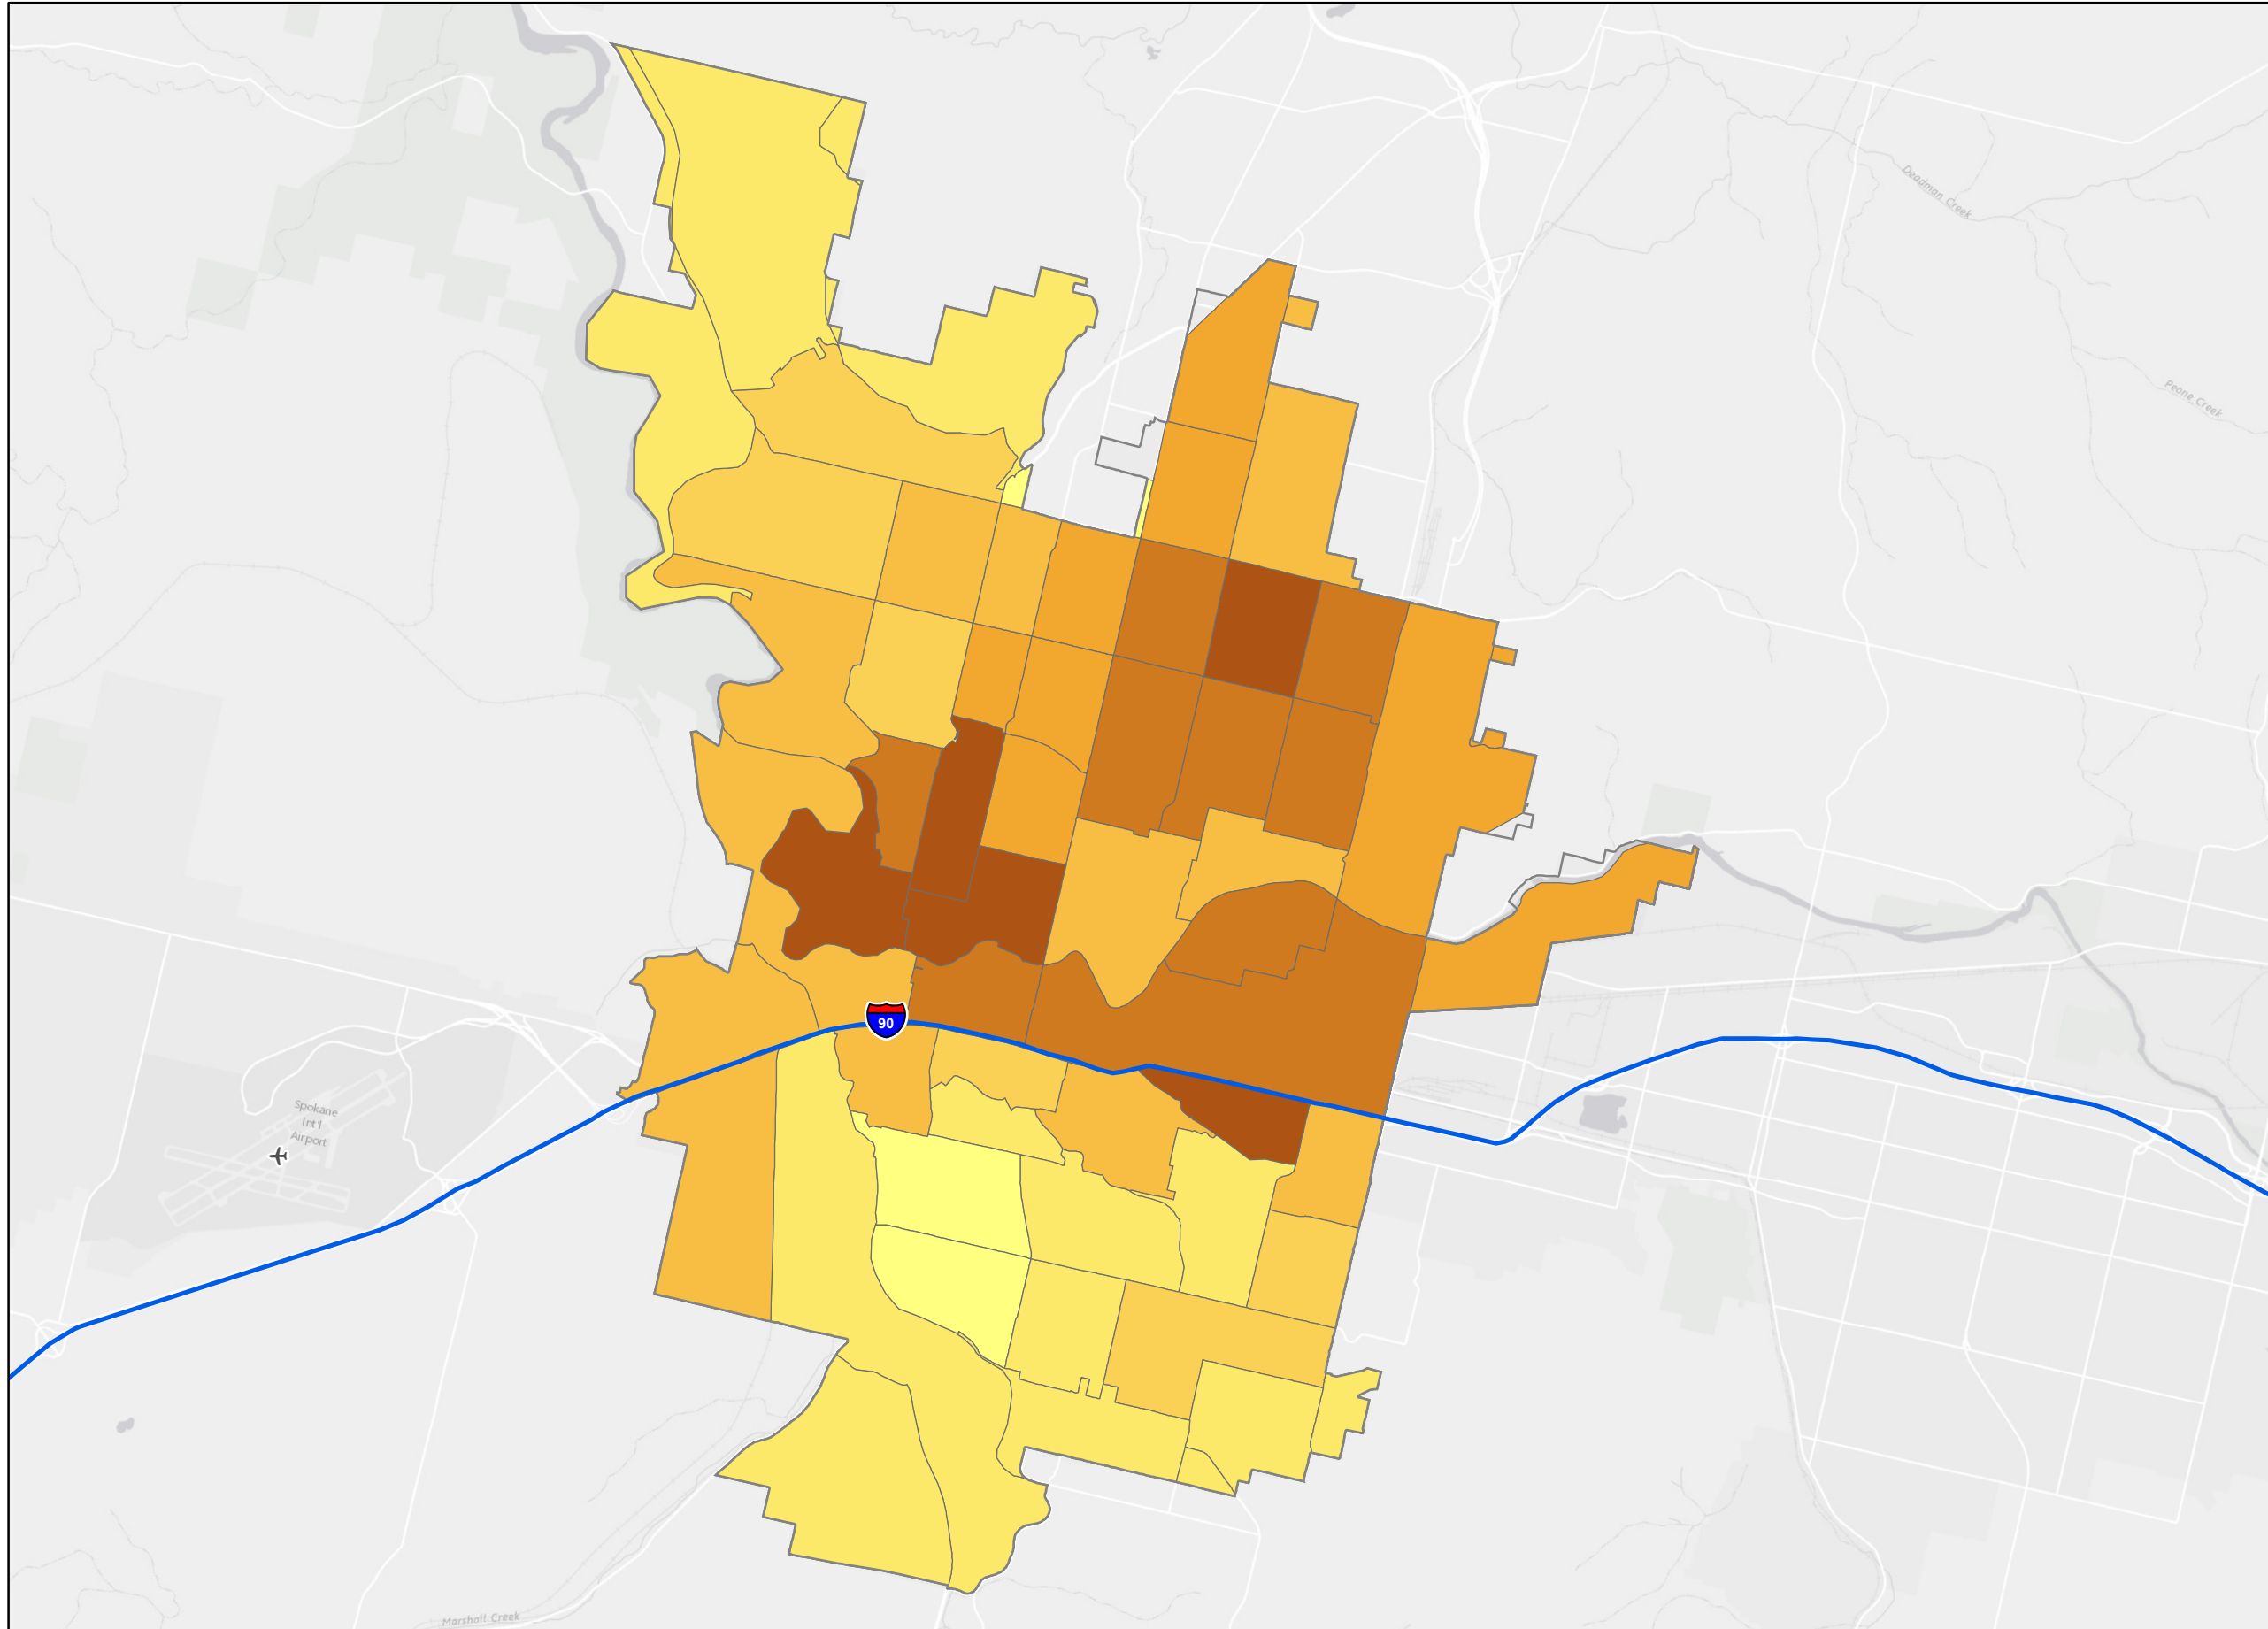 Deadman Creek
Peone Creek
90
Spokane
Int'l
Airport
Marshall Creek